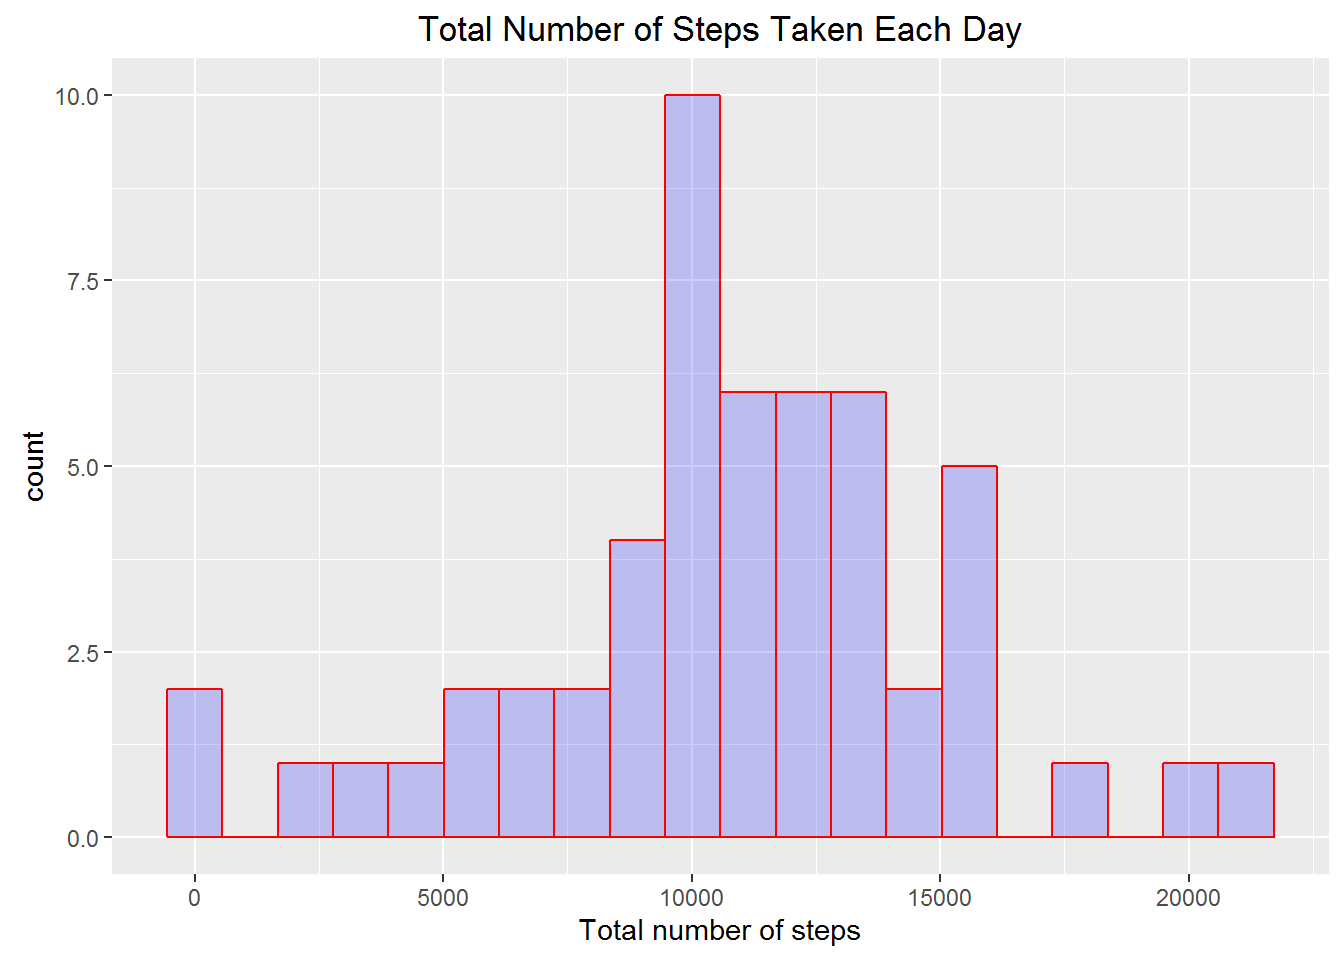 Total Number of Steps Taken Each Day
10.0
7.5
5.0
2.5
0.0
count
0 5000 10000 15000 20000
Total number of steps